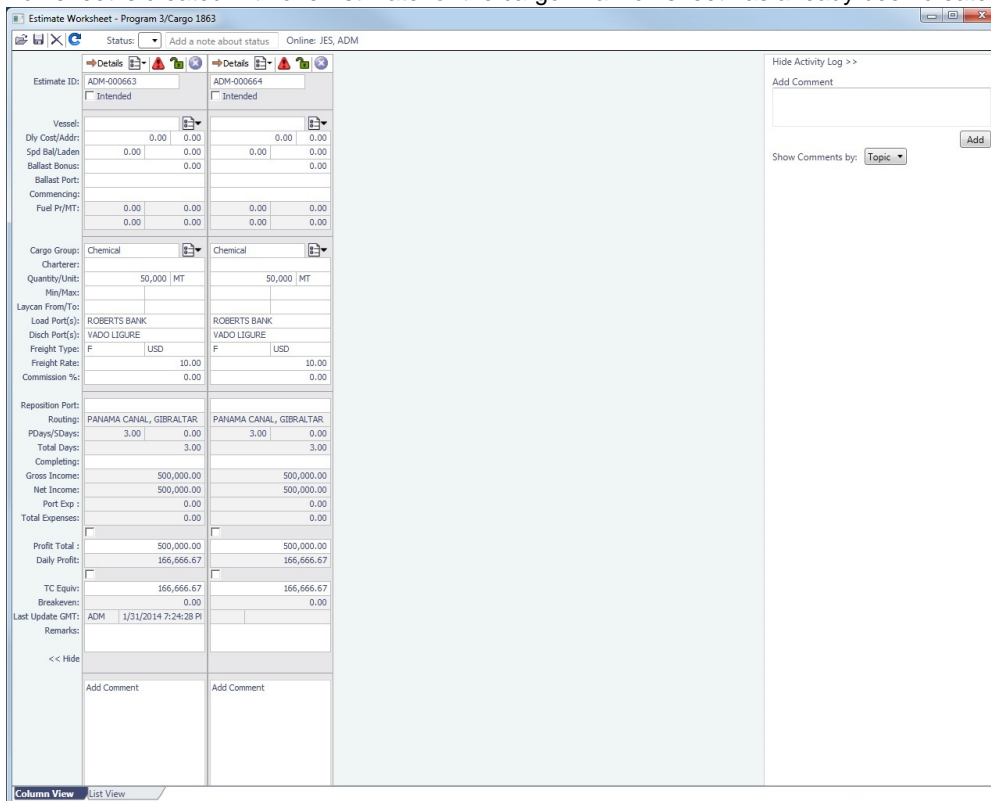 Estimate Worksheet - Program 3/Cargo 1863
Status: Add a note about status Online: JES, ADM
Details Details
Estimate ID: ADM-000663 ADM-000664
Intended Intended
Vessel:
Dly Cost/Addr: 0.00 0.00 0.00 0.00
Spd Bal/Laden 0.00 0.00 0.00 0.00
Ballast Bonus: 0.00 0.00
Ballast Port:
Commencing:
Fuel Pr/MT: 0.00 0.00 0.00 0.00
0.00 0.00 0.00 0.00
Cargo Group: Chemical Chemical
Charterer:
Quantity/Unit: 50,000 MT 50,000 MT
Min/Max:
Laycan From/To:
Load Port(s): ROBERTS BANK ROBERTS BANK
Disch Port(s): VADO LIGURE VADO LIGURE
Freight Type: F USD F USD
Freight Rate: 10.00 10.00
Commission %: 0.00 0.00
Reposition Port:
Routing: PANAMA CANAL, GIBRALTAR PANAMA CANAL, GIBRALTAR
PDays/SDays: 3.00 0.00 3.00 0.00
Total Days: 3.00 3.00
Completing:
Gross Income: 500,000.00 500,000.00
Net Income: 500,000.00 500,000.00
Port Exp : 0.00 0.00
Total Expenses: 0.00 0.00
Profit Total : 500,000.00 500,000.00
Daily Profit: 166,666.67 166,666.67
TC Equiv: 166,666.67 166,666.67
Breakeven: 0.00 0.00
Last Update GMT: ADM 1/31/2014 7:24:28 P
Remarks:
<< Hide
Add Comment Add Comment
Column View List View
Hide Activity Log >>
Add Comment
Add
Show Comments by: Topic